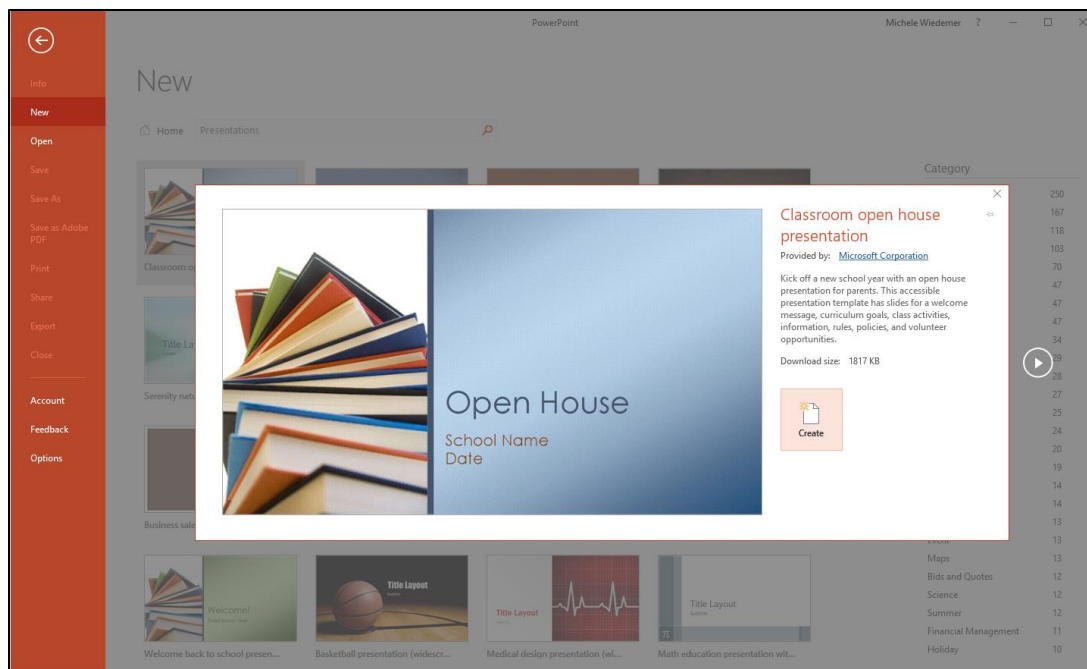 PowerPoint
Michele Wiedemer ?
Info
New
Open
Save
Save As
Save as Adobe
PDF
Print
Share
Export
Close
Account
Feedback
Options
New
Home Presentations
Category
250
167
118
103
70
47
47
47
34
29
28
27
25
24
20
19
14
14
13
Event 13
Maps 13
Bids and Quotes 12
Science 12
Summer 12
Financial Management 11
Holiday 10
Classroom op
Title La
Serenity natu
Business sale
Open House
School Name
Date
Classroom open house
presentation
Provided by: Microsoft Corporation
Kick off a new school year with an open house
presentation for parents. This accessible
presentation template has slides for a welcome
message, curriculum goals, class activities,
information, rules, policies, and volunteer
opportunities.
Download size: 1817 KB
Create
Welcome!
Welcome back to school presen...
Title Layout
Basketball presentation (widescr...
Title Layout
Medical design presentation (wi...
Title Layout
π
Math education presentation wit...